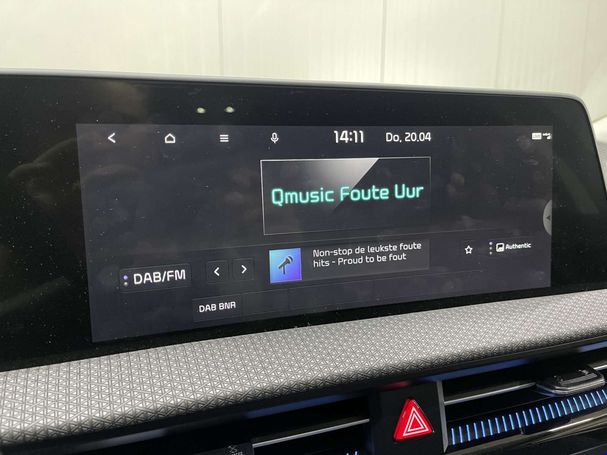 14:11
Do, 20.04
Qmusic Foute Uur
Non-stop de leukste foute
hits - Proud to be fout
DAB/FM
Authentic
DAB BNR